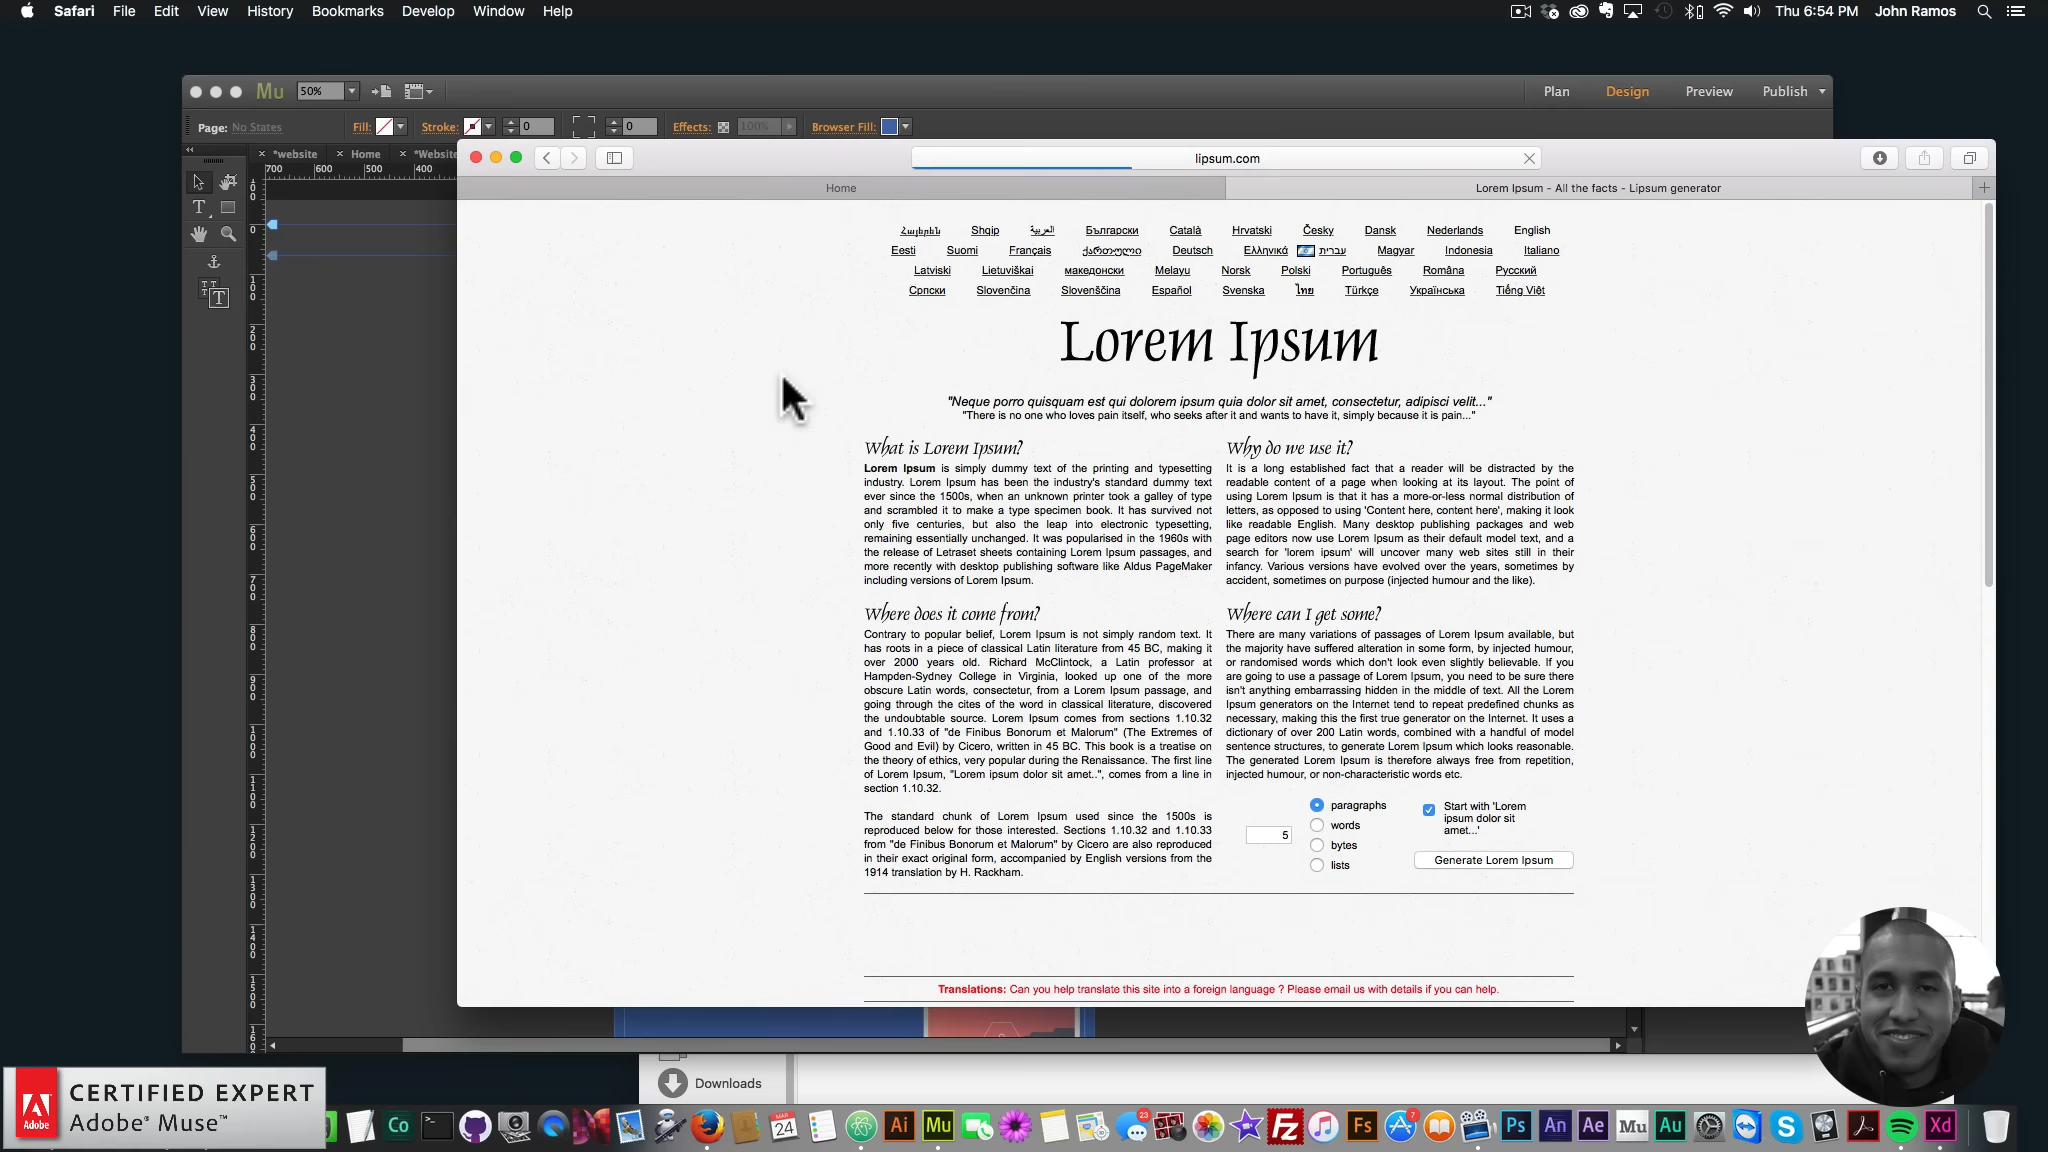 Safari File Edit View History Bookmarks Develop Window Help
Thu 6:54 PM John Ramos
Mu 50%
Plan Design Preview Publish
Page: No States Fill: Stroke: 0 0 Effects: 100% Browser Fill:
*website Home *Website
700 600 500 400
lipsum.com
Home
Lorem Ipsum - All the facts - Lipsum generator
Հայերեն Shqip العربية Български Català Hrvatski Česky Dansk Nederlands English
Eesti Suomi Français ქართული Deutsch Ελληνικά עברית Magyar Indonesia Italiano
Latviski Lietuviškai македонски Melayu Norsk Polski Português Româna Русский
Српски Slovenčina Slovenščina Español Svenska ไทย Türkçe Українська Tiếng Việt
Lorem Ipsum
"Neque porro quisquam est qui dolorem ipsum quia dolor sit amet, consectetur, adipisci velit..."
"There is no one who loves pain itself, who seeks after it and wants to have it, simply because it is pain..."
What is Lorem Ipsum?
Lorem Ipsum is simply dummy text of the printing and typesetting
industry. Lorem Ipsum has been the industry's standard dummy text
ever since the 1500s, when an unknown printer took a galley of type
and scrambled it to make a type specimen book. It has survived not
only five centuries, but also the leap into electronic typesetting,
remaining essentially unchanged. It was popularised in the 1960s with
the release of Letraset sheets containing Lorem Ipsum passages, and
more recently with desktop publishing software like Aldus PageMaker
including versions of Lorem Ipsum.
Why do we use it?
It is a long established fact that a reader will be distracted by the
readable content of a page when looking at its layout. The point of
using Lorem Ipsum is that it has a more-or-less normal distribution of
letters, as opposed to using 'Content here, content here', making it look
like readable English. Many desktop publishing packages and web
page editors now use Lorem Ipsum as their default model text, and a
search for 'lorem ipsum' will uncover many web sites still in their
infancy. Various versions have evolved over the years, sometimes by
accident, sometimes on purpose (injected humour and the like).
Where does it come from?
Contrary to popular belief, Lorem Ipsum is not simply random text. It
has roots in a piece of classical Latin literature from 45 BC, making it
over 2000 years old. Richard McClintock, a Latin professor at
Hampden-Sydney College in Virginia, looked up one of the more
obscure Latin words, consectetur, from a Lorem Ipsum passage, and
going through the cites of the word in classical literature, discovered
the undoubtable source. Lorem Ipsum comes from sections 1.10.32
and 1.10.33 of "de Finibus Bonorum et Malorum" (The Extremes of
Good and Evil) by Cicero, written in 45 BC. This book is a treatise on
the theory of ethics, very popular during the Renaissance. The first line
of Lorem Ipsum, "Lorem ipsum dolor sit amet..", comes from a line in
section 1.10.32.
The standard chunk of Lorem Ipsum used since the 1500s is
reproduced below for those interested. Sections 1.10.32 and 1.10.33
from "de Finibus Bonorum et Malorum" by Cicero are also reproduced
in their exact original form, accompanied by English versions from the
1914 translation by H. Rackham.
Where can I get some?
There are many variations of passages of Lorem Ipsum available, but
the majority have suffered alteration in some form, by injected humour,
or randomised words which don't look even slightly believable. If you
are going to use a passage of Lorem Ipsum, you need to be sure there
isn't anything embarrassing hidden in the middle of text. All the Lorem
Ipsum generators on the Internet tend to repeat predefined chunks as
necessary, making this the first true generator on the Internet. It uses a
dictionary of over 200 Latin words, combined with a handful of model
sentence structures, to generate Lorem Ipsum which looks reasonable.
The generated Lorem Ipsum is therefore always free from repetition,
injected humour, or non-characteristic words etc.
5
paragraphs
words
bytes
lists
Start with 'Lorem
ipsum dolor sit
amet...'
Generate Lorem Ipsum
Translations: Can you help translate this site into a foreign language ? Please email us with details if you can help.
Downloads
Adobe
CERTIFIED EXPERT
Adobe® Muse™
Co MAR 24 Ai Mu 23 Fz Fs 7 Ps An Ae Mu Au Xd